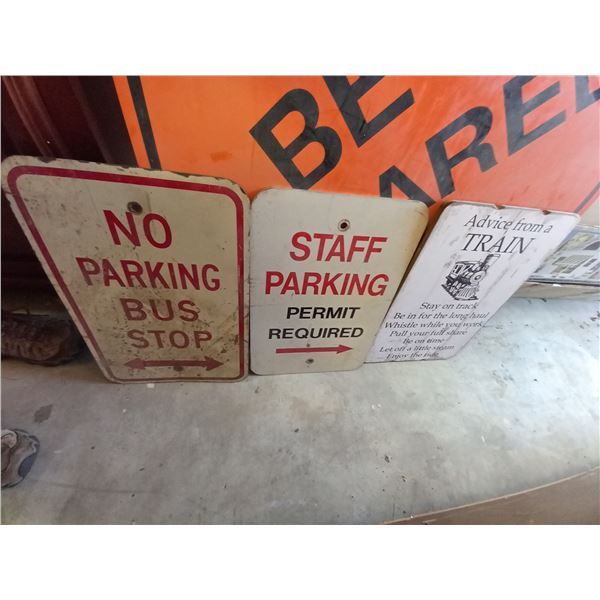 BE
NO
PARKING
BUS
STOP
STAFF
PARKING
PERMIT
REQUIRED
Advice from a
TRAIN
Stay on track
Be in for the long haul
Whistle while you work
Pull your full share
Be on time
Let off a little steam
Enjoy the ride